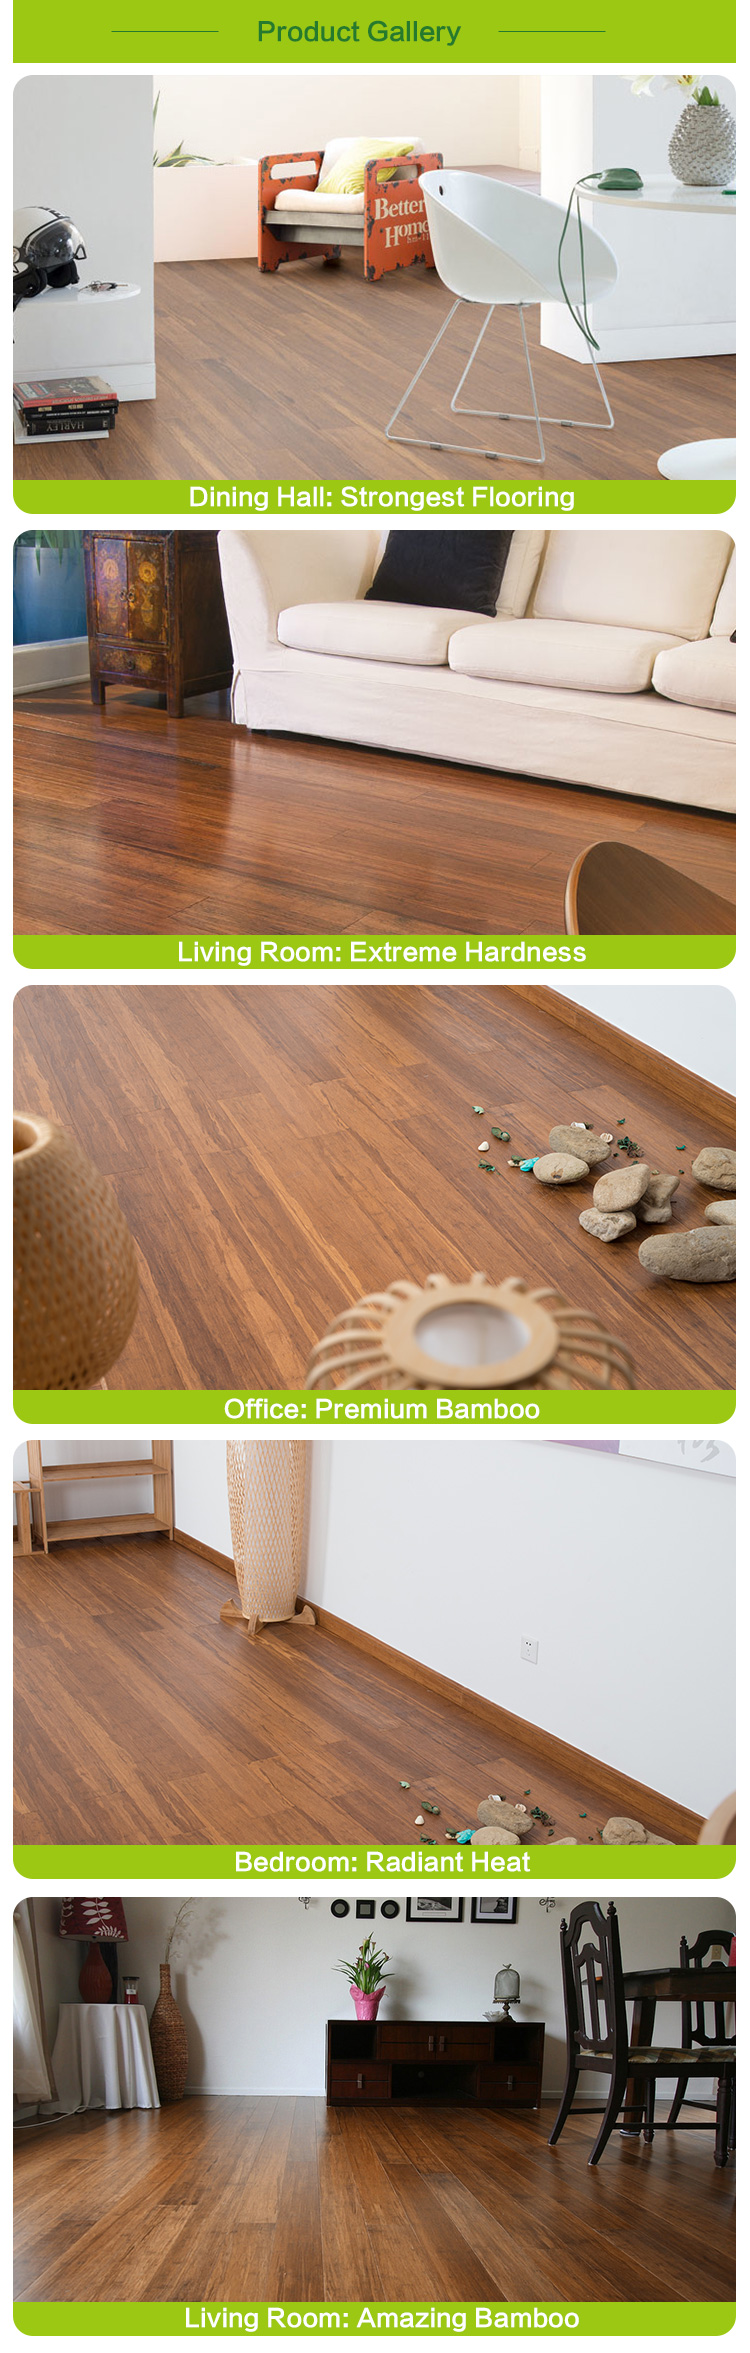 Product Gallery
Better
Home
HARLEY
Dining Hall: Strongest Flooring
Living Room: Extreme Hardness
Office: Premium Bamboo
Bedroom: Radiant Heat
Living Room: Amazing Bamboo